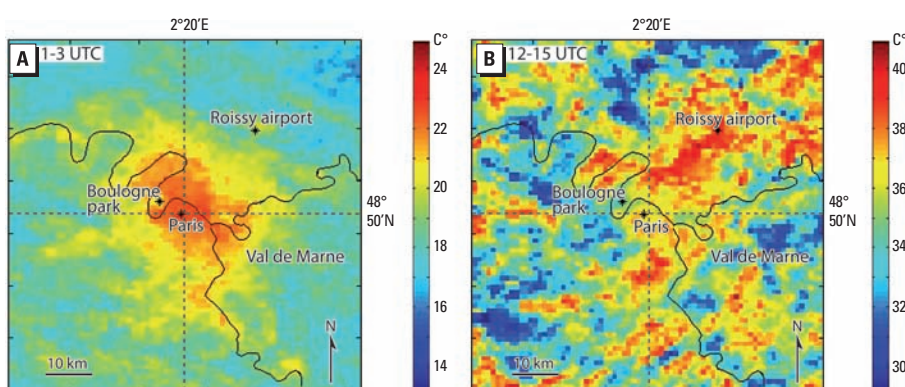 2°20'E
A
1-3 UTC
Roissy airport
Boulogne
park
Paris
Val de Marne
10 km
N
C°
24
22
20
18
16
14
2°20'E
B
12-15 UTC
Roissy airport
Boulogne
park
Paris
Val de Marne
10 km
N
48°
50'N
C°
40
38
36
34
32
30